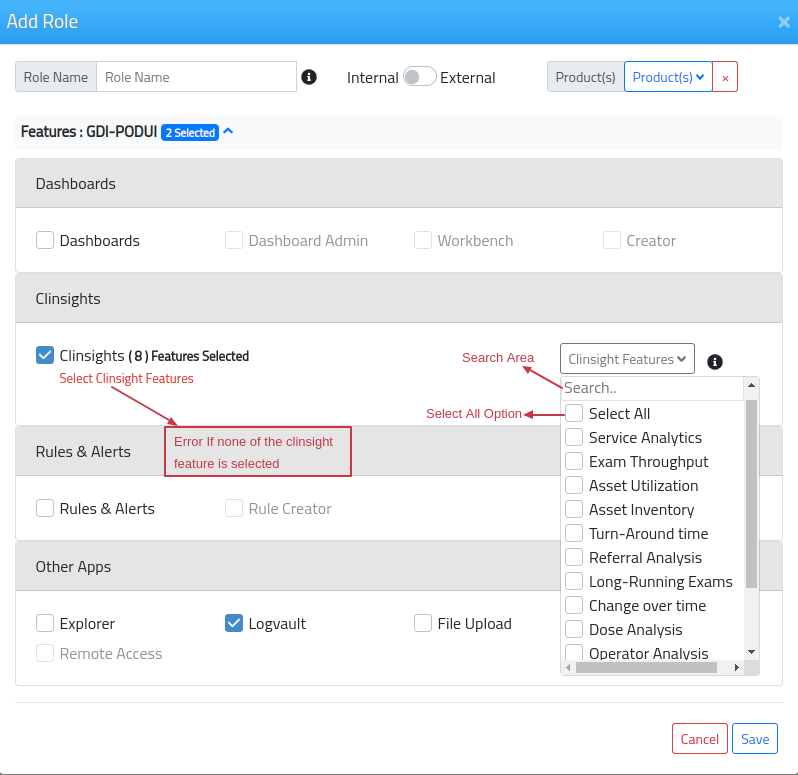 Add Role
×
Role Name Role Name i Internal External Product(s) Product(s) ×
Features : GDI-PODUI 2 Selected
Dashboards
Dashboards Dashboard Admin Workbench Creator
Clinsights
Clinsights ( 8 ) Features Selected
Select Clinsight Features
Search Area
Clinsight Features i
Search..
Select All Option
Select All
Service Analytics
Exam Throughput
Asset Utilization
Asset Inventory
Turn-Around time
Referral Analysis
Long-Running Exams
Change over time
Dose Analysis
Operator Analysis
Error If none of the clinsight
feature is selected
Rules & Alerts
Rules & Alerts Rule Creator
Other Apps
Explorer Logvault File Upload
Remote Access
Cancel Save